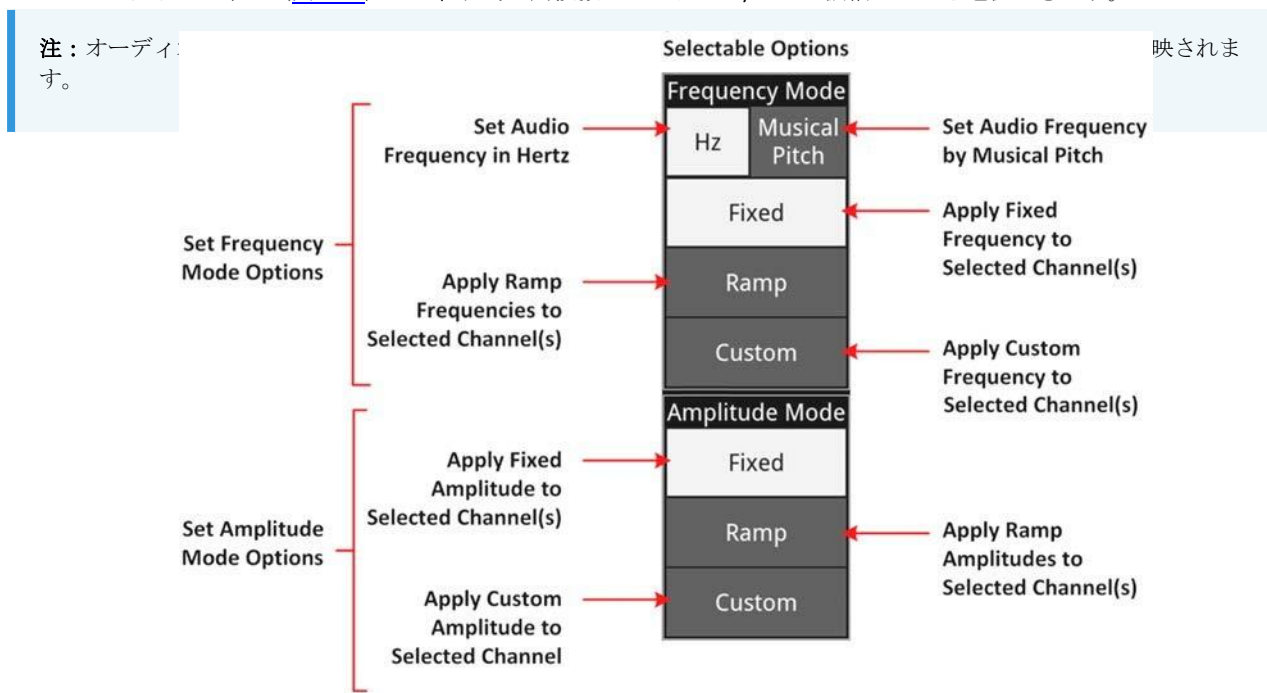 注：オーディ
映されま
す。
Selectable Options
Frequency Mode
Hz
Musical
Pitch
Fixed
Ramp
Custom
Amplitude Mode
Fixed
Ramp
Custom
Set Frequency
Mode Options
Set Audio
Frequency in Hertz
Apply Ramp
Frequencies to
Selected Channel(s)
Set Audio Frequency
by Musical Pitch
Apply Fixed
Frequency to
Selected Channel(s)
Apply Custom
Frequency to
Selected Channel(s)
Set Amplitude
Mode Options
Apply Fixed
Amplitude to
Selected Channel(s)
Apply Custom
Amplitude to
Selected Channel
Apply Ramp
Amplitudes to
Selected Channel(s)